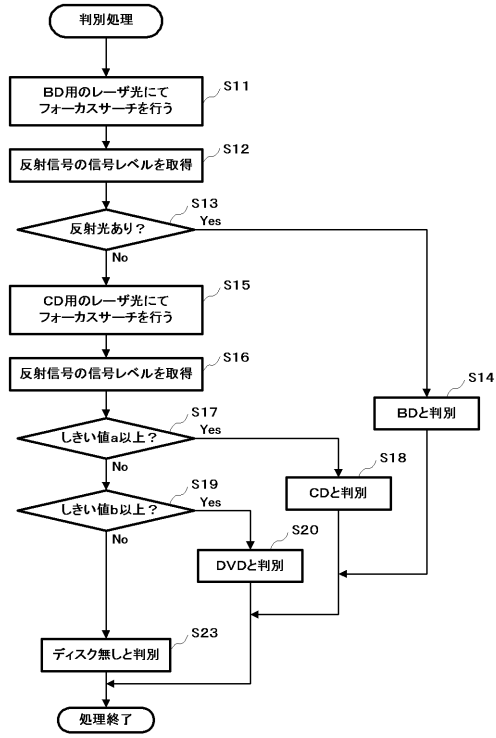 判別処理
S11
BD用のレーザ光にて
フォーカスサーチを行う
S12
反射信号の信号レベルを取得
S13
反射光あり？
Yes
No
S15
CD用のレーザ光にて
フォーカスサーチを行う
S16
反射信号の信号レベルを取得
S14
BDと判別
S17
しきい値a以上？
Yes
No
S18
CDと判別
S19
しきい値b以上？
Yes
No
S20
DVDと判別
S23
ディスク無しと判別
処理終了